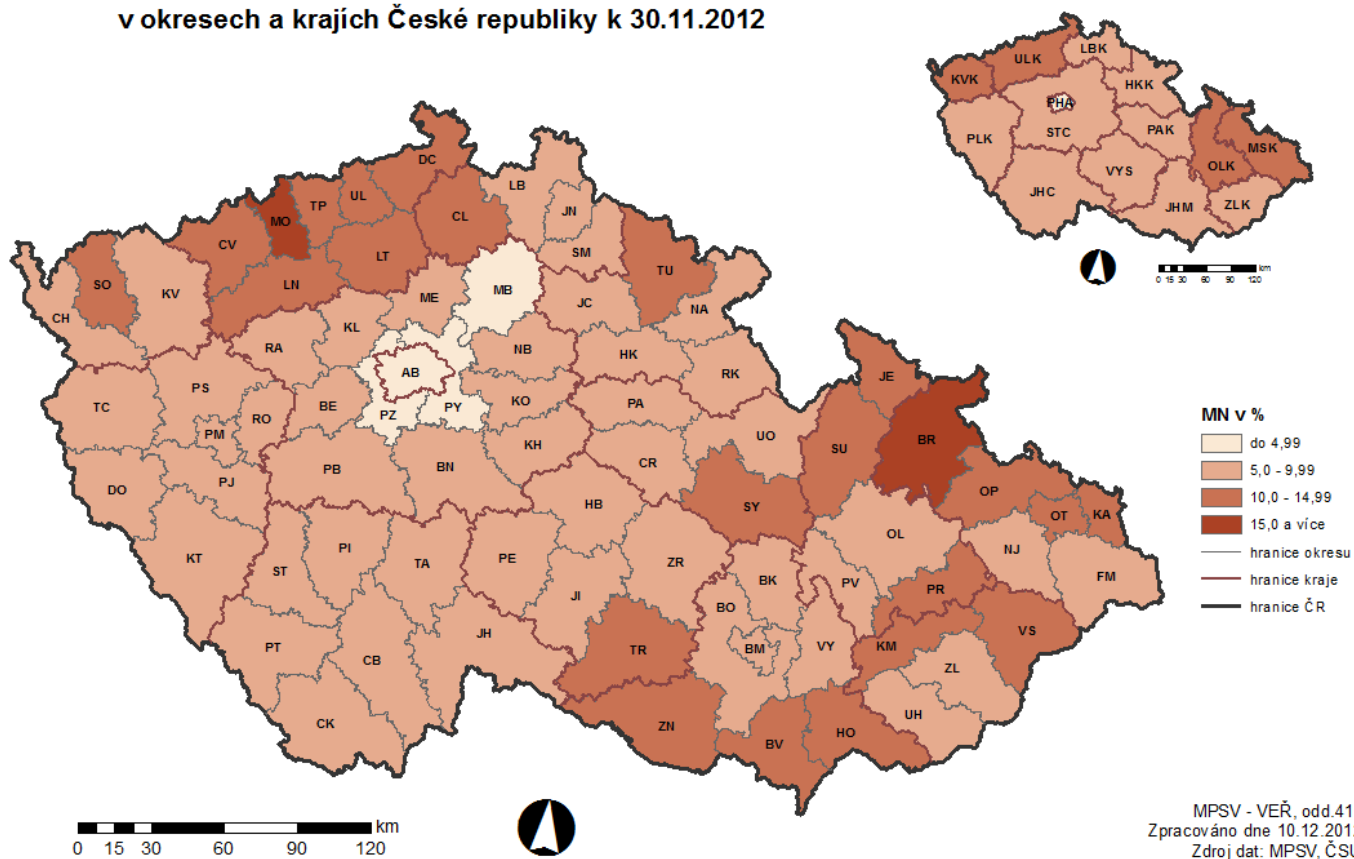 v okresech a krajích České republiky k 30.11.2012
LBK
ULK
KVK
HKK
PHA
PLK
STC
PAK
MSK
OLK
VYS
JHC
JHM
ZLK
km
0 15 30 60 90 120
DC
LB
UL
TP
MO
CL
JN
CV
SM
LT
TU
SO
LN
KV
MB
ME
JC
NA
CH
KL
RA
NB
HK
AB
RK
JE
PS
TC
BE
KO
PA
PZ
PY
RO
PM
UO
BR
KH
SU
PB
BN
CR
PJ
DO
OP
SY
HB
OT
KA
OL
NJ
KT
PI
ST
TA
PE
ZR
FM
BK
PV
PR
JI
BO
VS
JH
PT
TR
BM
VY
KM
CB
ZL
UH
CK
ZN
BV
HO
MN v %
do 4,99
5,0 - 9,99
10,0 - 14,99
15,0 a více
hranice okresu
hranice kraje
hranice ČR
km
0 15 30 60 90 120
MPSV - VEŘ, odd.41
Zpracováno dne 10.12.201
Zdroj dat: MPSV, ČSÚ